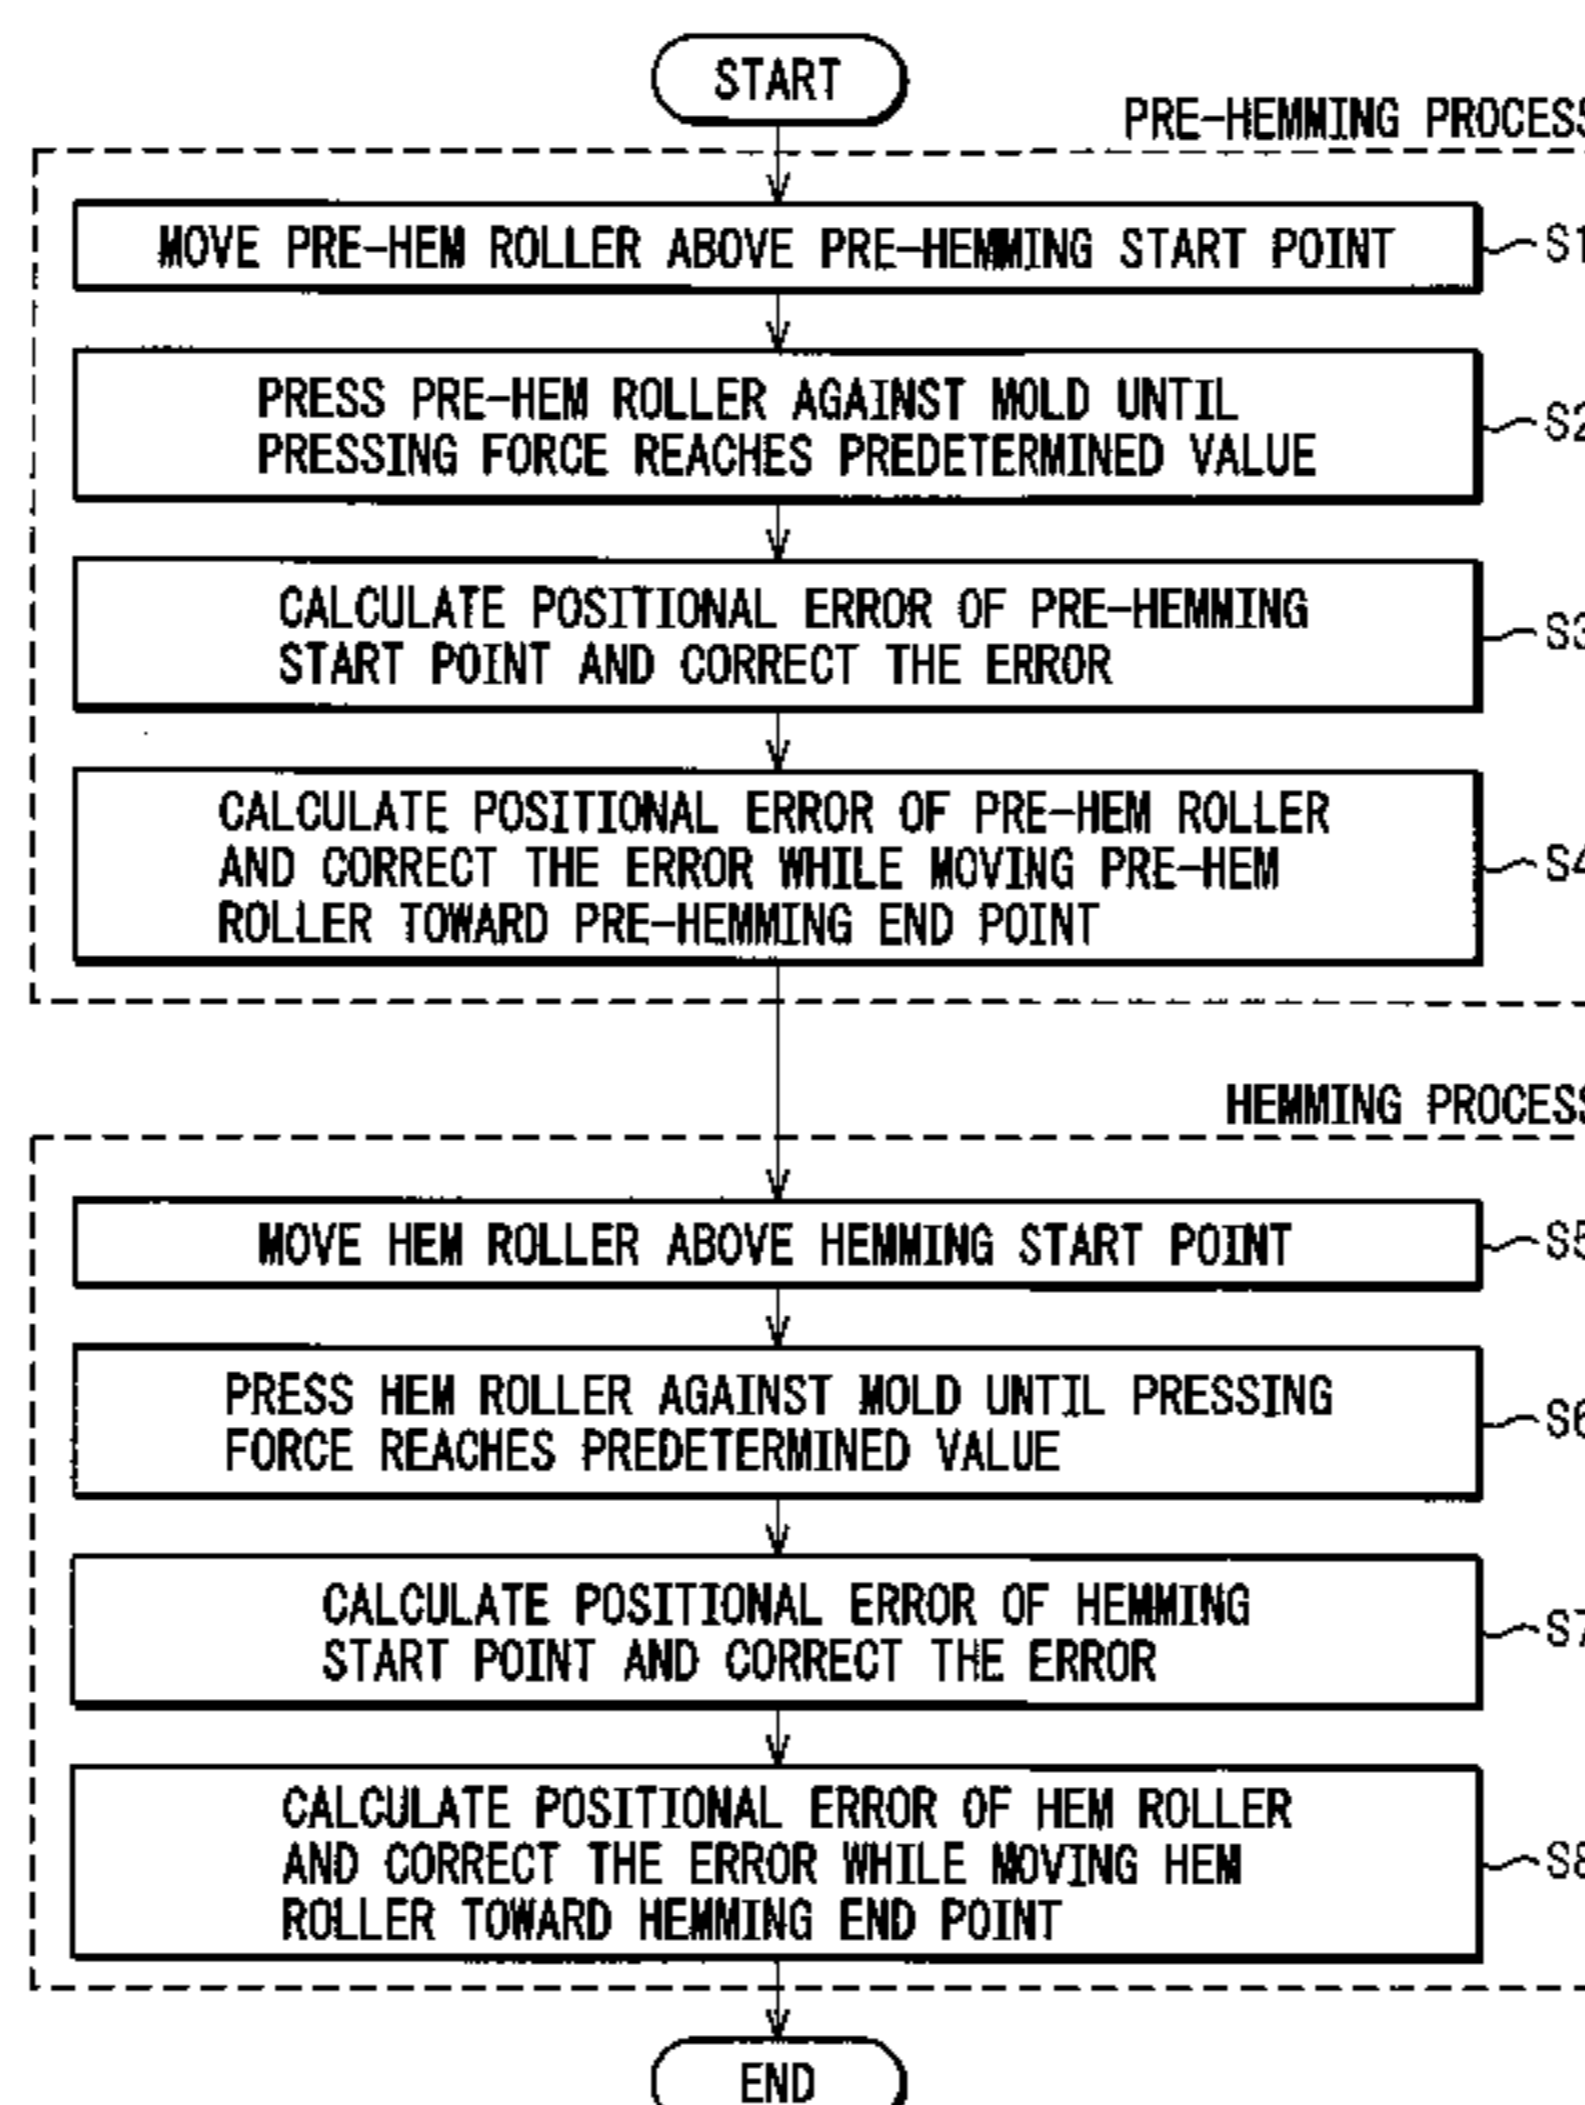 START
PRE-HEMMING PROCESS
MOVE PRE-HEM ROLLER ABOVE PRE-HEMMING START POINT
S1
PRESS PRE-HEM ROLLER AGAINST MOLD UNTIL
PRESSING FORCE REACHES PREDETERMINED VALUE
S2
CALCULATE POSITIONAL ERROR OF PRE-HEMMING
START POINT AND CORRECT THE ERROR
S3
CALCULATE POSITIONAL ERROR OF PRE-HEM ROLLER
AND CORRECT THE ERROR WHILE MOVING PRE-HEM
ROLLER TOWARD PRE-HEMMING END POINT
S4
HEMMING PROCESS
MOVE HEM ROLLER ABOVE HEMMING START POINT
S5
PRESS HEM ROLLER AGAINST MOLD UNTIL PRESSING
FORCE REACHES PREDETERMINED VALUE
S6
CALCULATE POSITIONAL ERROR OF HEMMING
START POINT AND CORRECT THE ERROR
S7
CALCULATE POSITIONAL ERROR OF HEM ROLLER
AND CORRECT THE ERROR WHILE MOVING HEM
ROLLER TOWARD HEMMING END POINT
S8
END